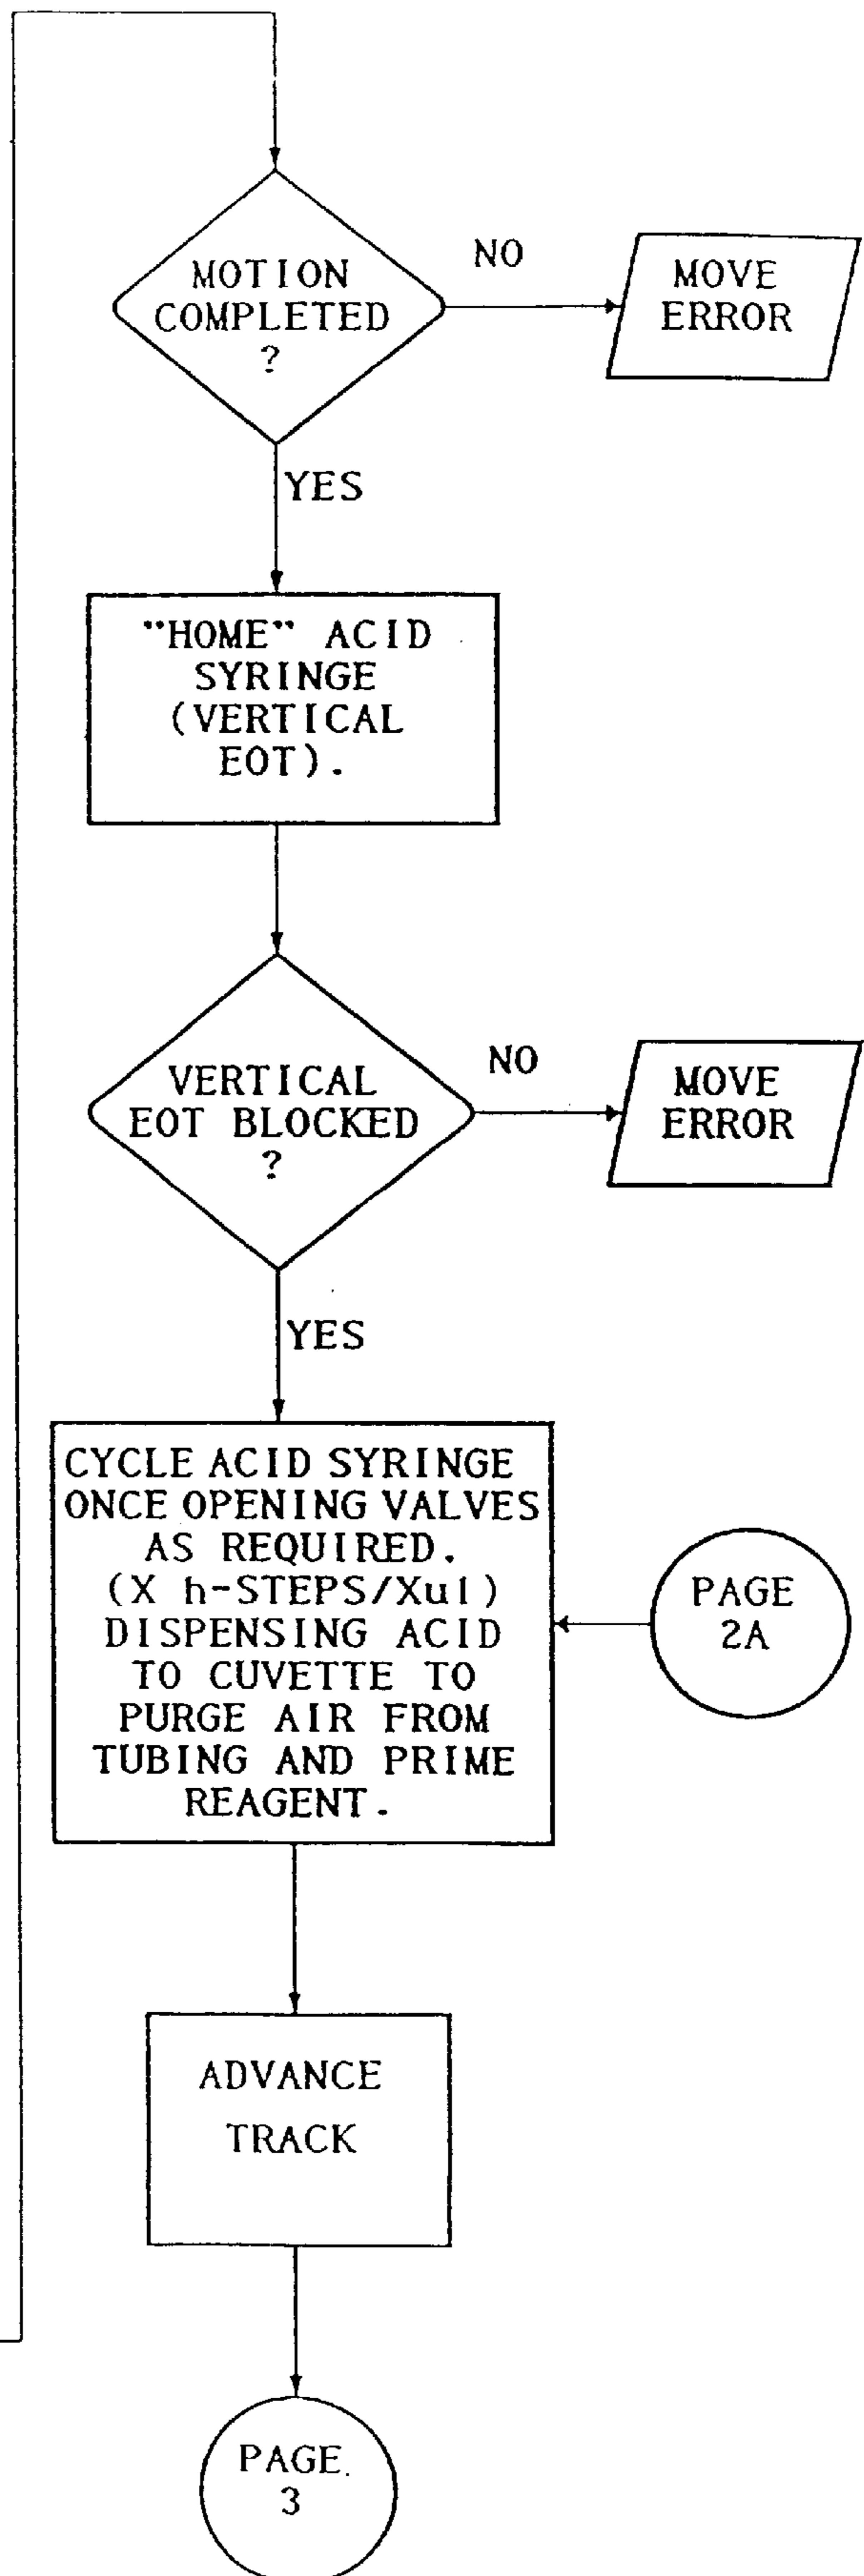 MOTION
COMPLETED
?
NO
MOVE
ERROR
YES
"HOME" ACID
SYRINGE
(VERTICAL
EOT).
VERTICAL
EOT BLOCKED
?
NO
MOVE
ERROR
YES
CYCLE ACID SYRINGE
ONCE OPENING VALVES
AS REQUIRED.
(X h-STEPS/Xul)
DISPENSING ACID
TO CUVETTE TO
PURGE AIR FROM
TUBING AND PRIME
REAGENT.
PAGE
2A
ADVANCE
TRACK
PAGE
3